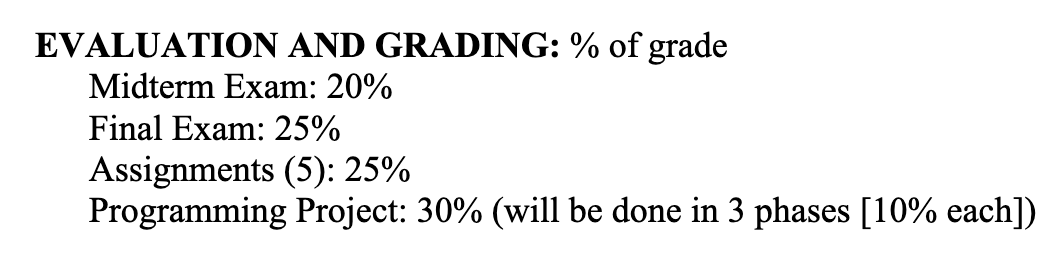 EVALUATION AND GRADING: % of grade
Midterm Exam: 20%
Final Exam: 25%
Assignments (5): 25%
Programming Project: 30% (will be done in 3 phases [10% each])